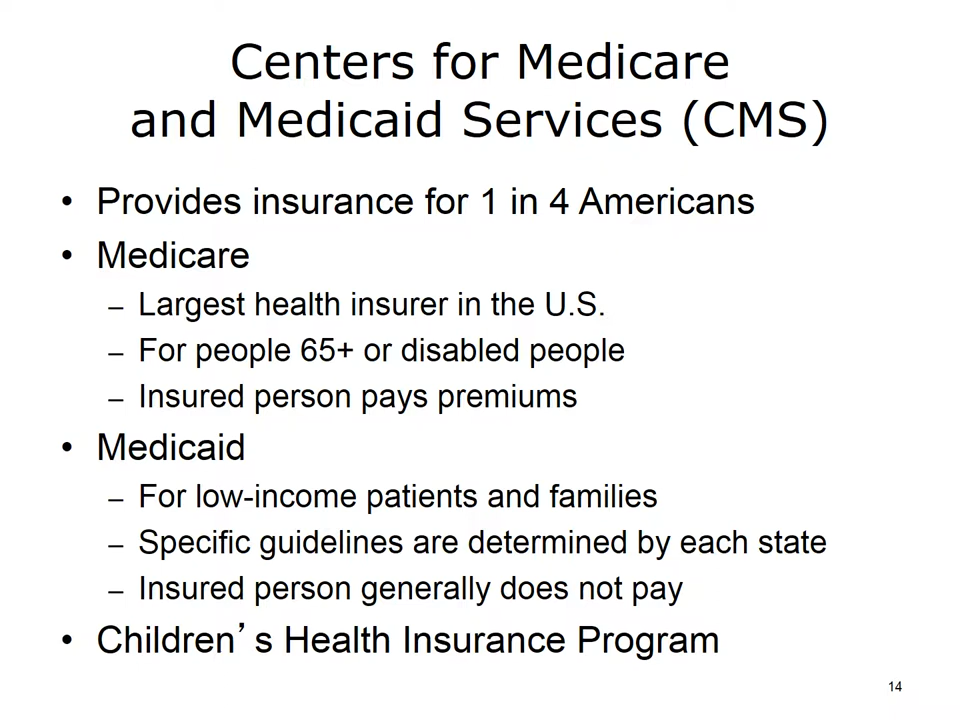 Centers for Medicare
and Medicaid Services (CMS)
• Provides insurance for 1 in 4 Americans
• Medicare
– Largest health insurer in the U.S.
– For people 65+ or disabled people
– Insured person pays premiums
• Medicaid
– For low-income patients and families
– Specific guidelines are determined by each state
– Insured person generally does not pay
• Children’s Health Insurance Program
14